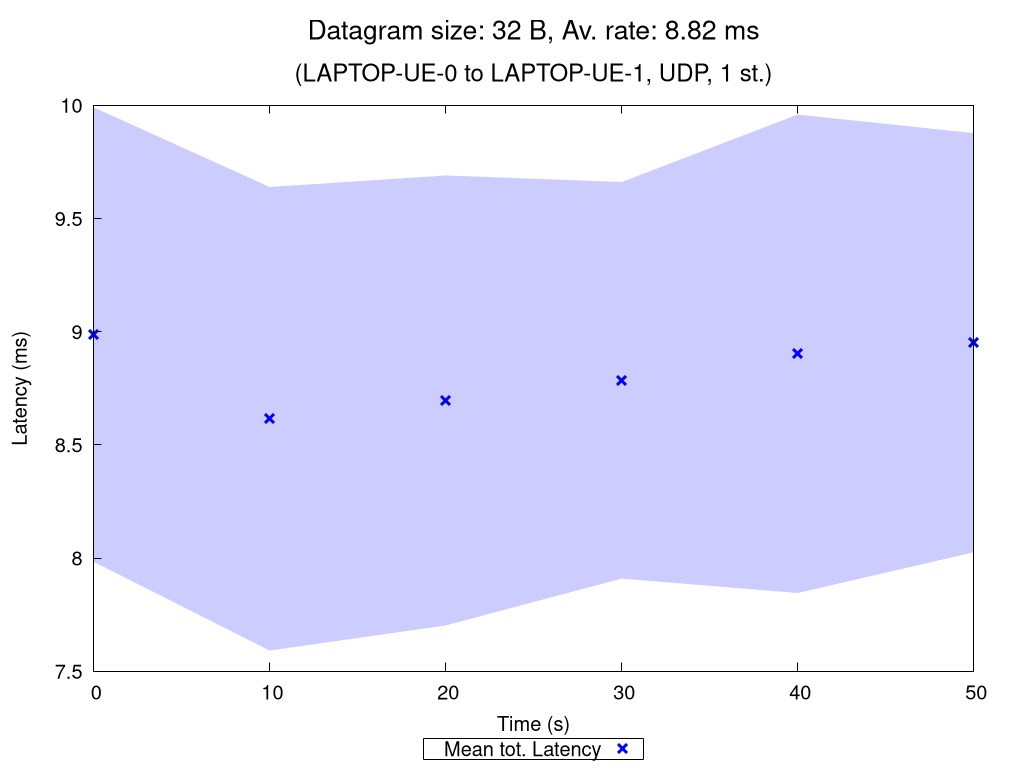 Datagram size: 32 B, Av. rate: 8.82 ms
(LAPTOP-UE-0 to LAPTOP-UE-1, UDP, 1 st.)
10
9.5
9
8.5
8
7.5
Latency (ms)
0 10 20 30 40 50
Time (s)
Mean tot. Latency